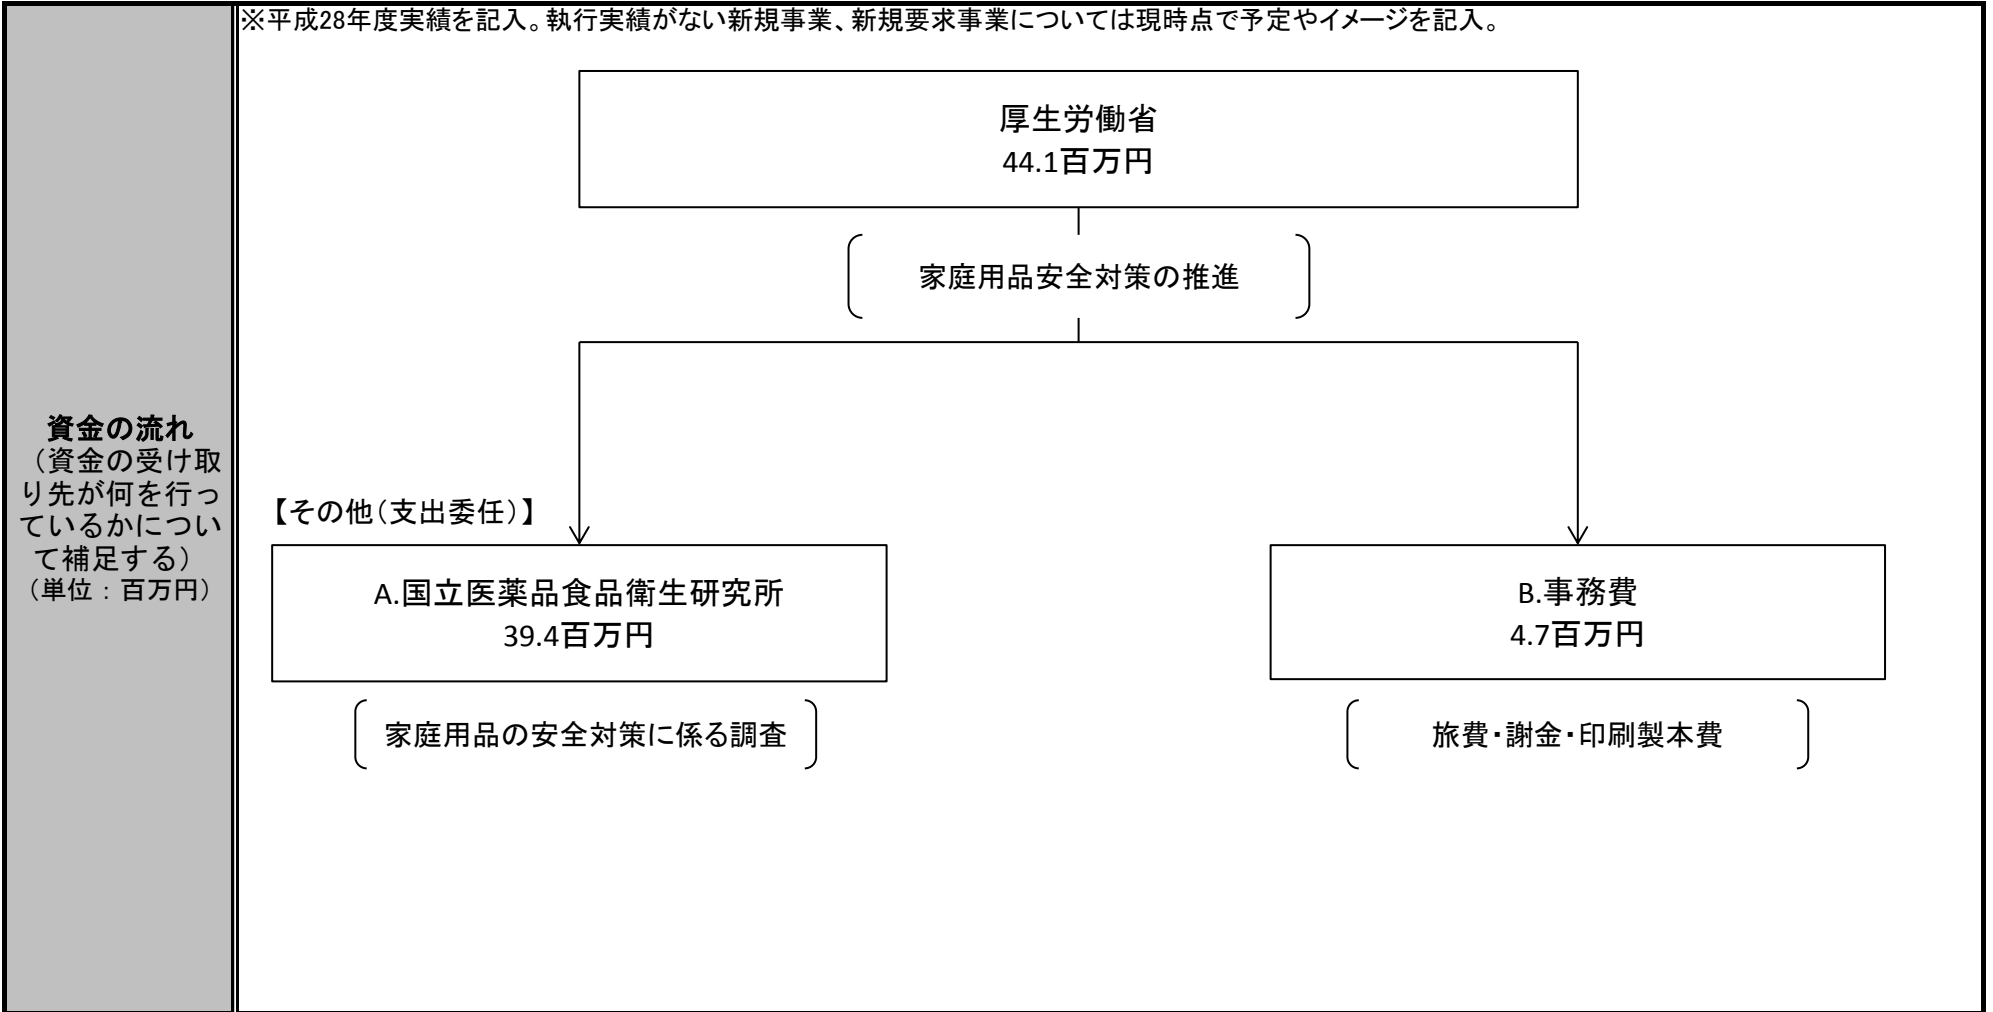 ※平成28年度実績を記入。執行実績がない新規事業、新規要求事業については現時点で予定やイメージを記入。
厚生労働省
44.1百万円
家庭用品安全対策の推進
資金の流れ
（資金の受け取
り先が何を行っ
ているかについ
て補足する）
（単位：百万円）
【その他（支出委任）】
A.国立医薬品食品衛生研究所
39.4百万円
B.事務費
4.7百万円
家庭用品の安全対策に係る調査
旅費・謝金・印刷製本費